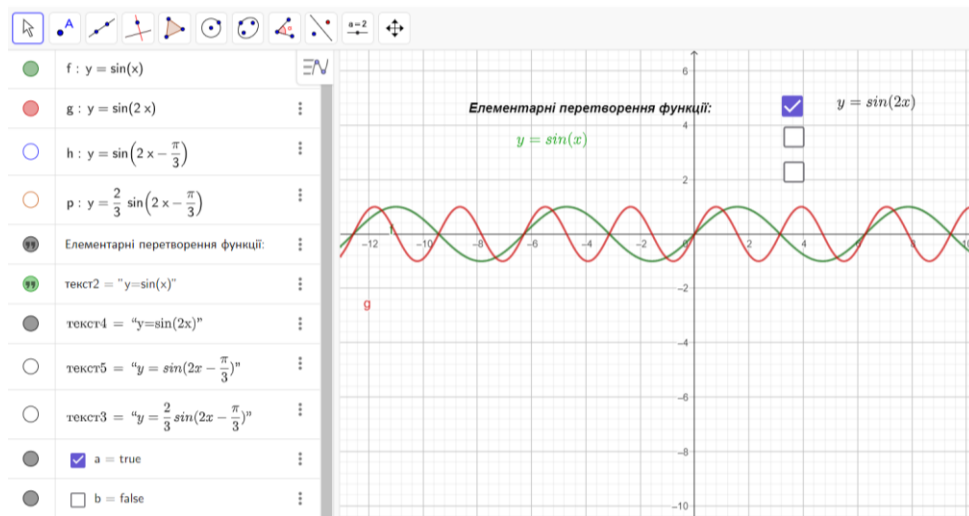 A
a=2
f : y = sin(x)
g : y = sin(2 x)
h : y = sin(2 x − π/3)
p : y = 2/3 sin(2 x − π/3)
Елементарні перетворення функції:
текст2 = "y=sin(x)"
текст4 = “y=sin(2x)”
текст5 = “y = sin(2x − π/3)”
текст3 = “y = 2/3 sin(2x − π/3)”
a = true
b = false
Елементарні перетворення функції:
y = sin(x)
y = sin(2x)
6
4
2
−12 −10 −8 −6 −4 −2 0 2 4 6 8 10
f
g
−2
−4
−6
−8
−10